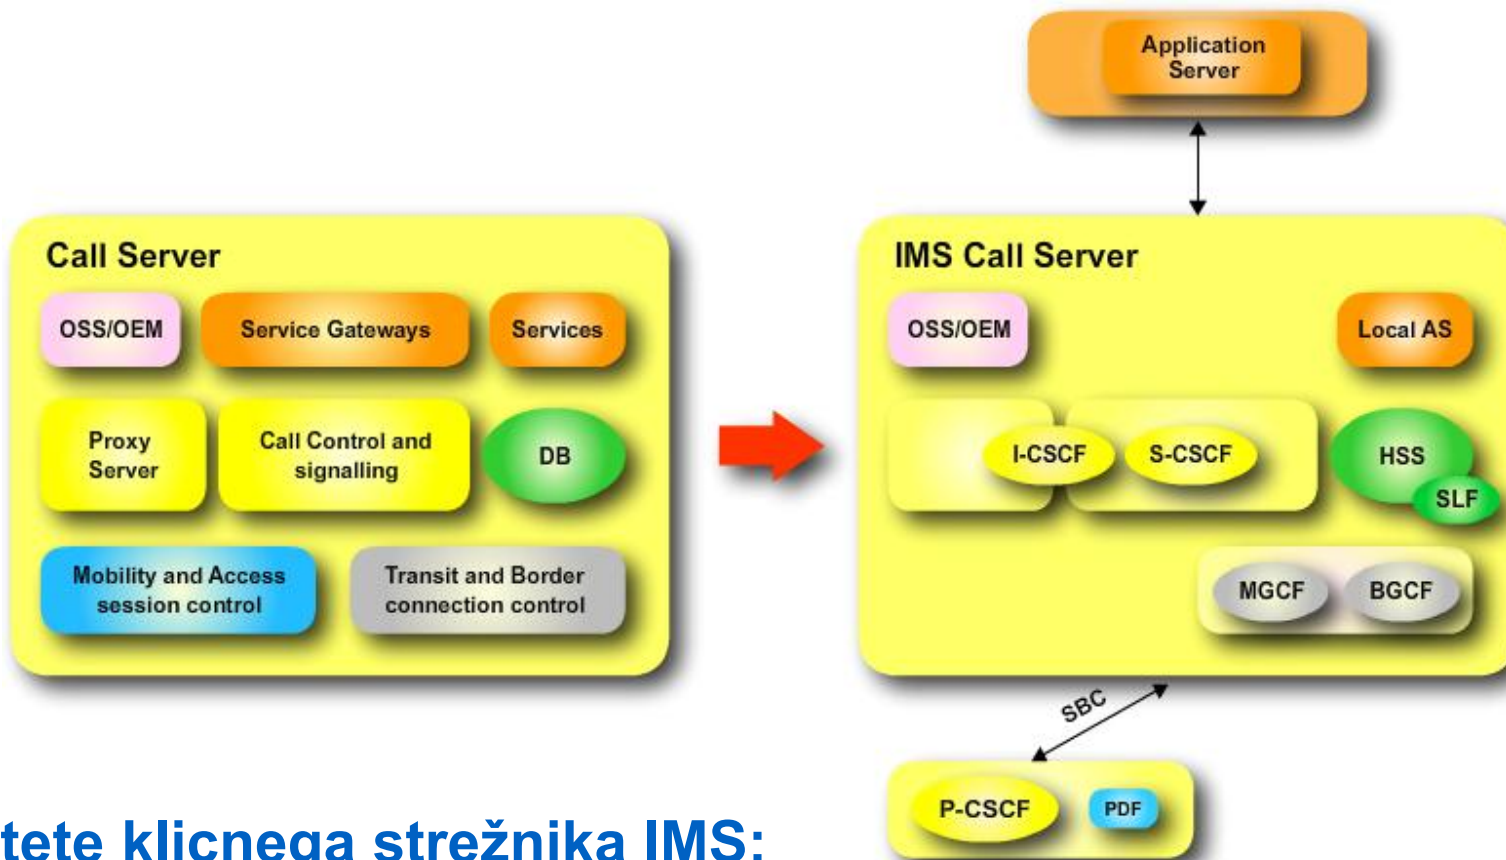 Application
Server
Call Server
OSS/OEM
Service Gateways
Services
Proxy
Server
Call Control and
signalling
DB
Mobility and Access
session control
Transit and Border
connection control
IMS Call Server
OSS/OEM
Local AS
I-CSCF
S-CSCF
HSS
SLF
MGCF
BGCF
SBC
P-CSCF
PDF
klicnega strežnika IMS: